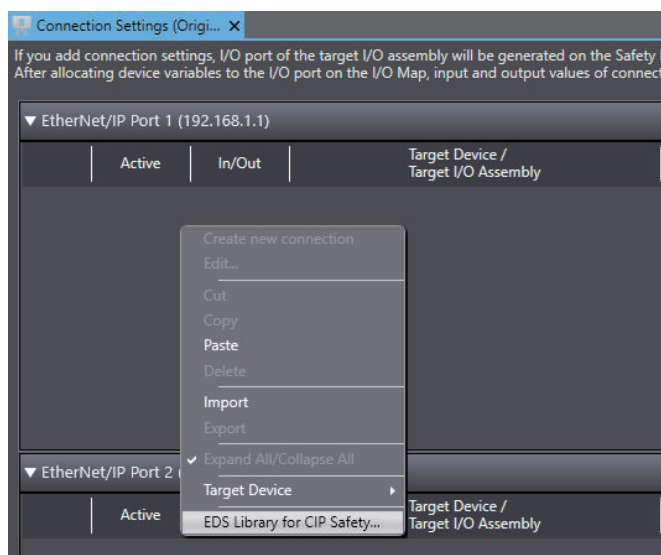 Connection Settings (Origi...
If you add connection settings, I/O port of the target I/O assembly will be generated on the Safety
After allocating device variables to the I/O port on the I/O Map, input and output values of connect
EtherNet/IP Port 1 (192.168.1.1)
Active In/Out Target Device /
Target I/O Assembly
Create new connection
Edit...
Cut
Copy
Paste
Delete
Import
Export
Expand All/Collapse All
EtherNet/IP Port 2
Target Device
Active Target Device /
EDS Library for CIP Safety... Target I/O Assembly